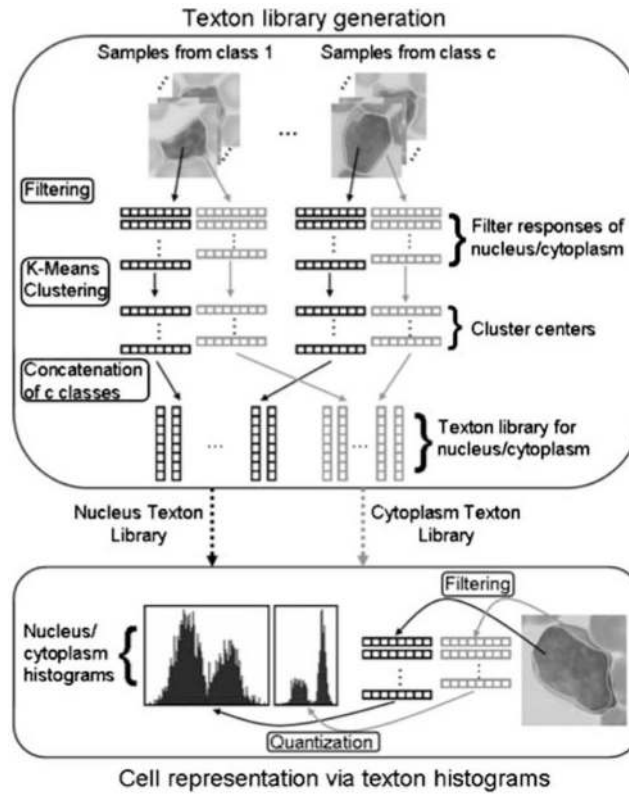 Texton library generation
Samples from class 1
Samples from class c
...
Filtering
Filter responses of
nucleus/cytoplasm
K-Means
Clustering
Cluster centers
Concatenation
of c classes
...
...
Texton library for
nucleus/cytoplasm
Nucleus Texton
Library
Cytoplasm Texton
Library
Filtering
Nucleus/
cytoplasm
histograms
Quantization
Cell representation via texton histograms